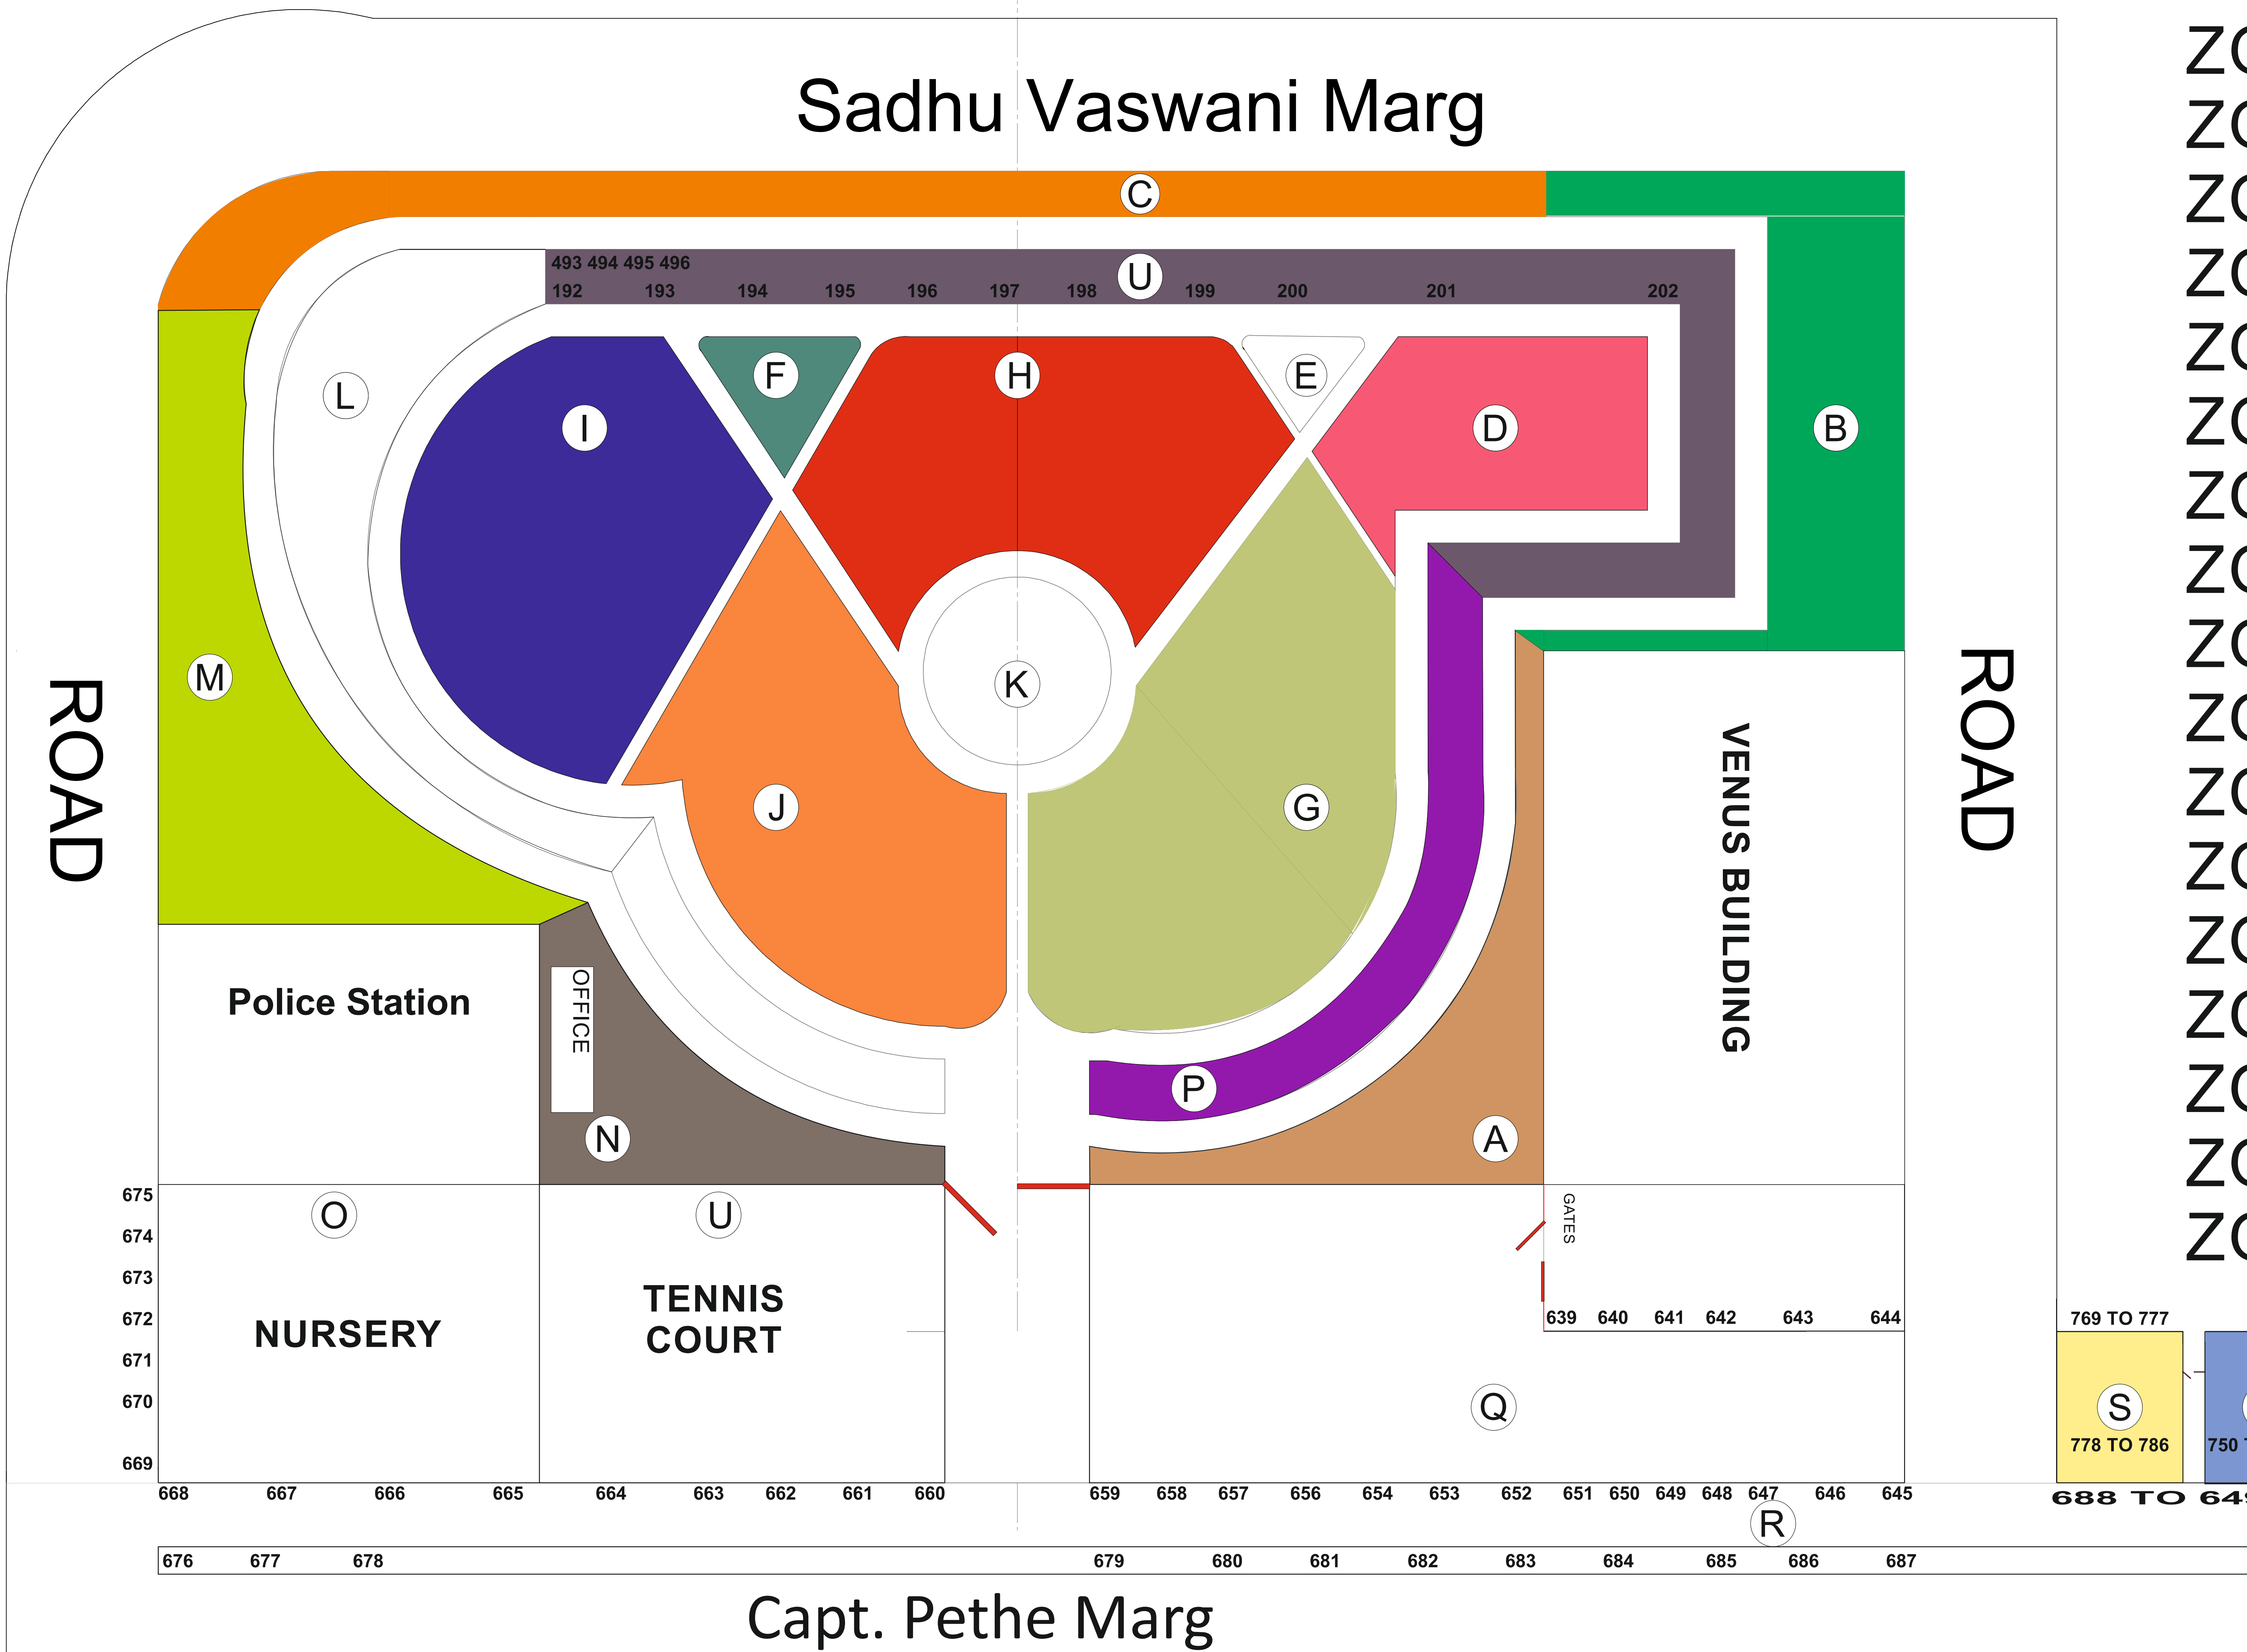 Sadhu Vaswani Marg
C
493 494 495 496
U
192 193 194 195 196 197 198 199 200 201 202
F
H
E
L
I
D
B
M
K
ROAD
ROAD
VENUS BUILDING
J
G
Police Station
OFFICE
P
N
A
O
U
GATES
675
674
673
672
671
670
669
NURSERY
TENNIS
COURT
639 640 641 642 643 644
Q
769 TO 777
S
778 TO 786
750
668 667 666 665 664 663 662 661 660 659 658 657 656 654 653 652 651 650 649 648 647 646 645
688 TO 649
R
676 677 678 679 680 681 682 683 684 685 686 687
Capt. Pethe Marg